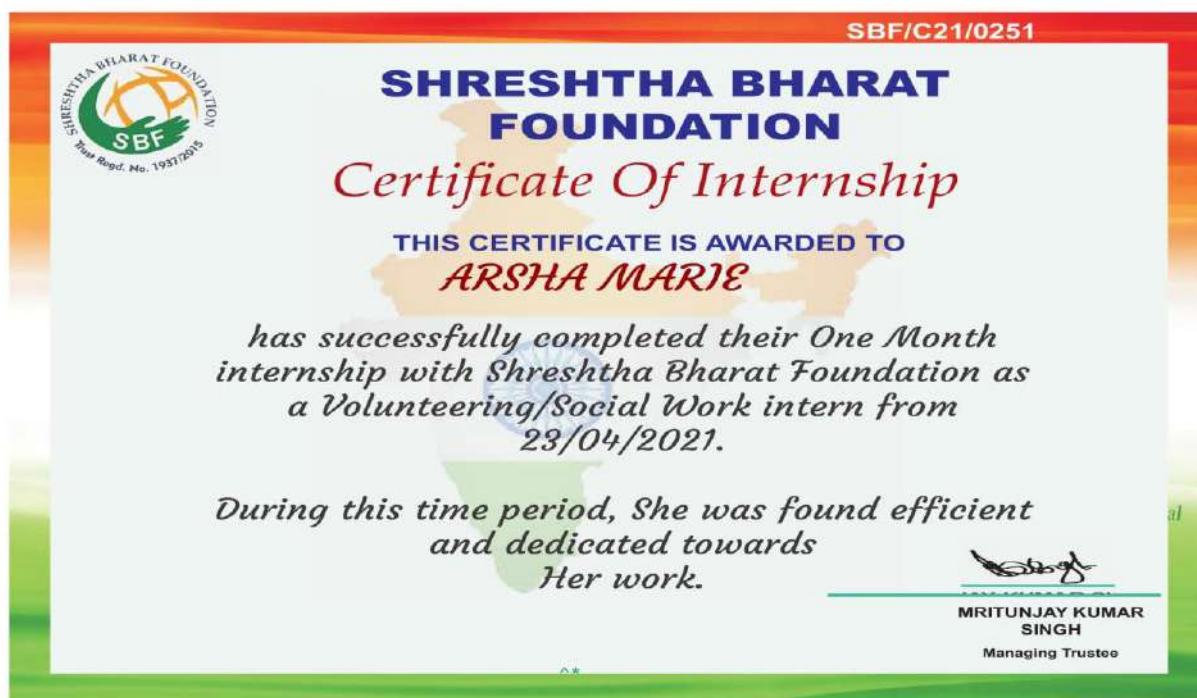 SBF/C21/0251
SHRESHTHA BHARAT FOUNDATION
SBF
Trust Regd. No. 1937/2015
SHRESHTHA BHARAT
FOUNDATION
Certificate Of Internship
THIS CERTIFICATE IS AWARDED TO
ARSHA MARIE
has successfully completed their One Month
internship with Shreshtha Bharat Foundation as
a Volunteering/Social Work intern from
23/04/2021.
During this time period, She was found efficient
and dedicated towards
Her work.
al
MRITUNJAY KUMAR
SINGH
Managing Trustee
^*